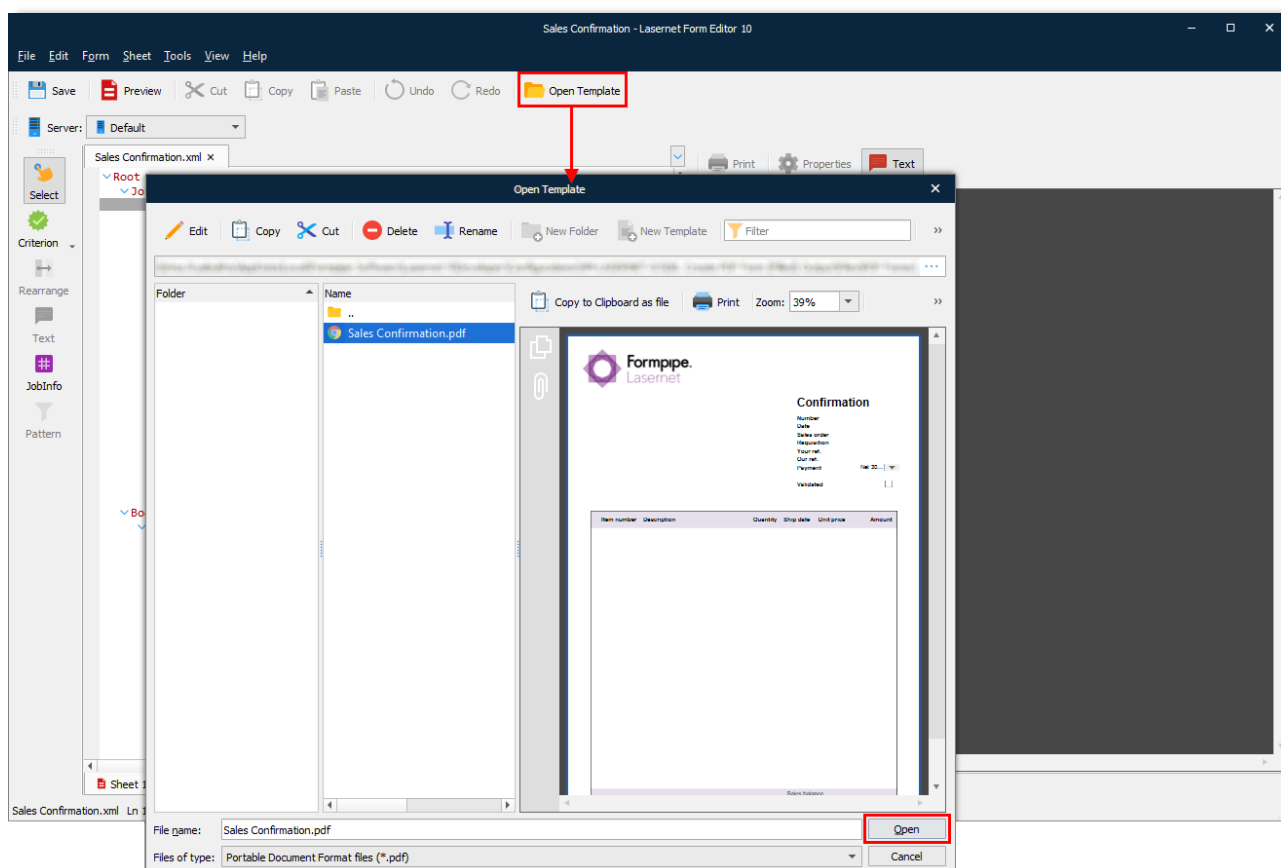 Sales Confirmation - Lasernet Form Editor 10
File Edit Form Sheet Tools View Help
Save Preview Cut Copy Paste Undo Redo Open Template
Server: Default
Sales Confirmation.xml ×
Print Properties Text
Root
Jo
Select
Criterion
Rearrange
Text
JobInfo
Pattern
Bo
Open Template
Edit Copy Cut Delete Rename New Folder New Template Filter »
...
Folder
Name
..
Sales Confirmation.pdf
Copy to Clipboard as file Print Zoom: 39% »
Formpipe.
Lasernet
Confirmation
Number
Date
Sales order
Requisition
Your ref.
Our ref.
Payment Net 30...
Validated
Item number Description Quantity Ship date Unit price Amount
Sales balance
Sheet 1
Sales Confirmation.xml Ln 1
File name: Sales Confirmation.pdf Open
Files of type: Portable Document Format files (*.pdf) Cancel